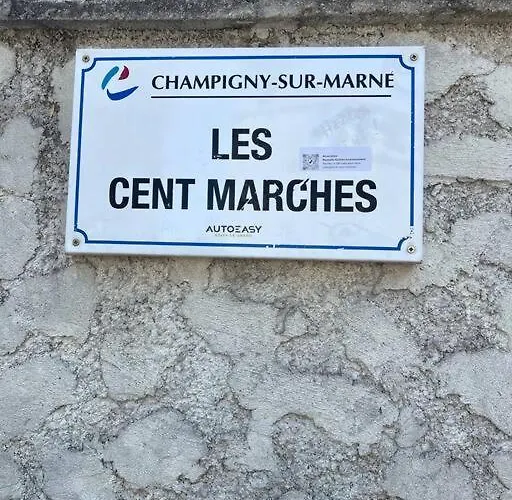 CHAMPIGNY-SUR-MARNE
LES
CENT MARCHES
AUTOEASY